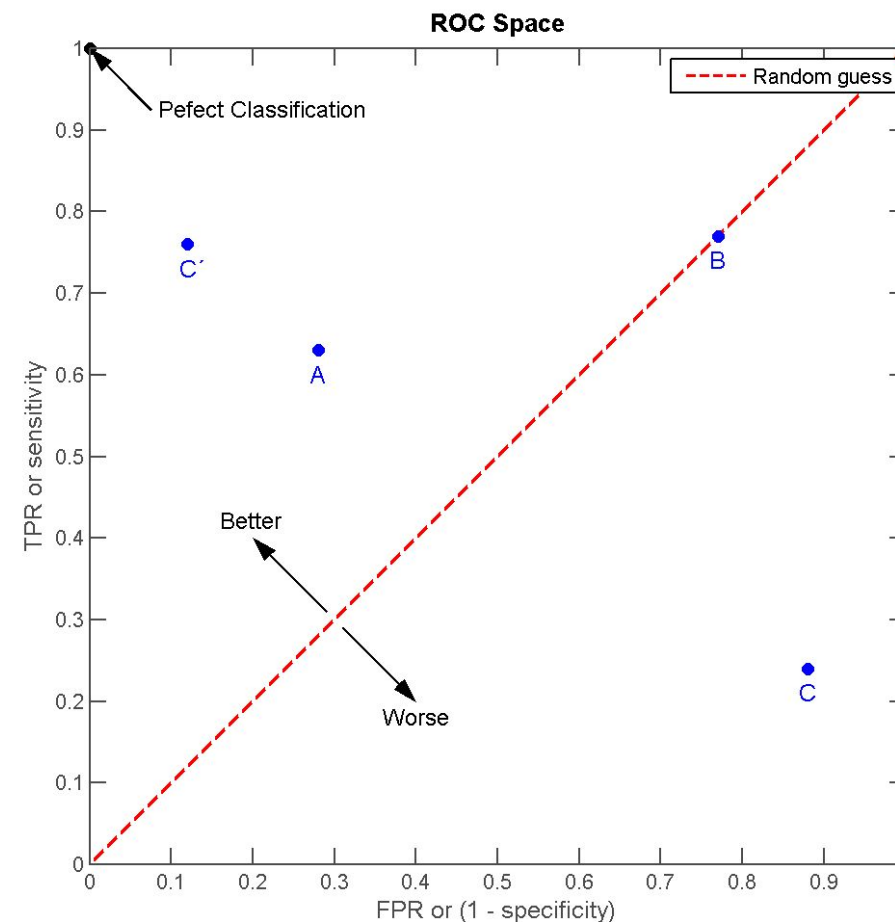 ROC Space
1
Random guess
Pefect Classification
0.9
0.8
B
C´
0.7
A
0.6
0.5
TPR or sensitivity
Better
0.4
0.3
0.2
C
Worse
0.1
0
0 0.1 0.2 0.3 0.4 0.5 0.6 0.7 0.8 0.9
FPR or (1 - specificity)